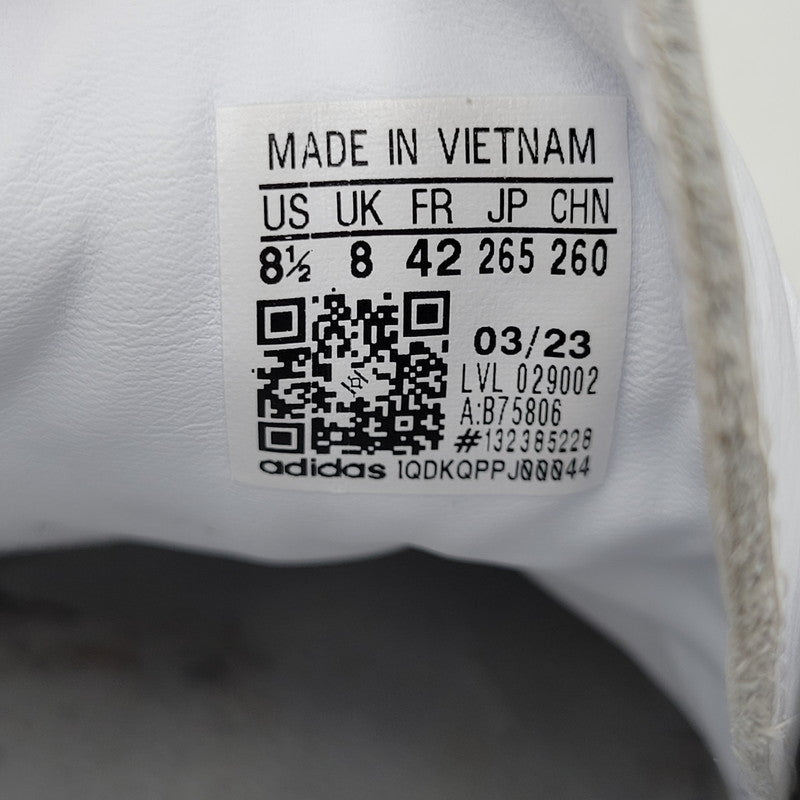 MADE IN VIETNAM
US UK FR JP CHN
8½ 8 42 265 260
03/23
LVL 029002
A:B75806
#132385228
adidas 1QDKQPPJ00044